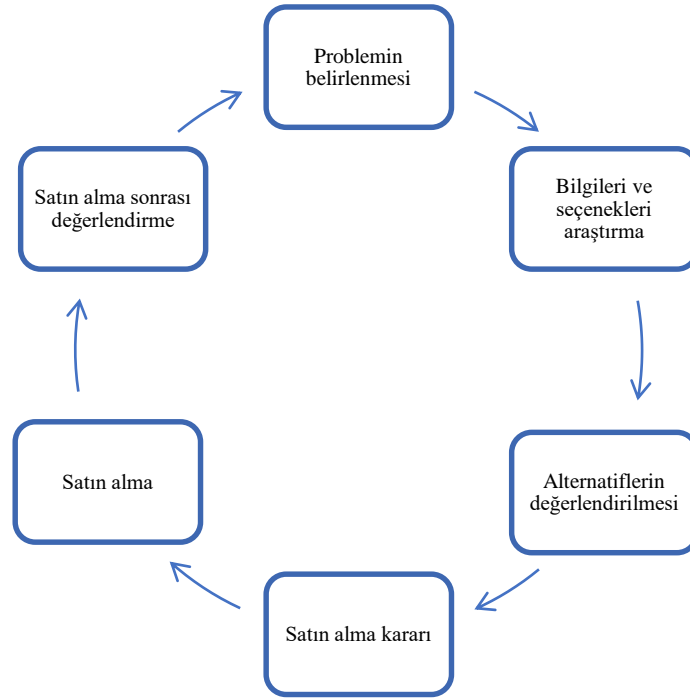 Problemin
belirlenmesi
Bilgileri ve
seçenekleri
araştırma
Alternatiflerin
değerlendirilmesi
Satın alma kararı
Satın alma
Satın alma sonrası
değerlendirme